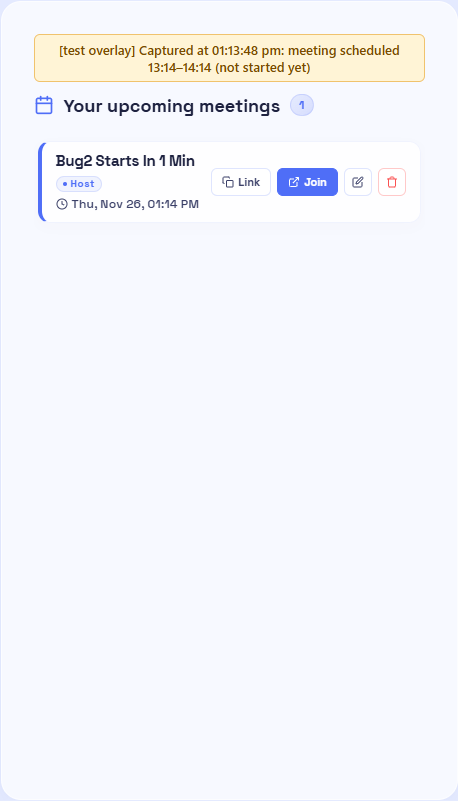 [test overlay] Captured at 01:13:48 pm: meeting scheduled
13:14–14:14 (not started yet)
Your upcoming meetings 1
Bug2 Starts In 1 Min
Host
Link Join
Thu, Nov 26, 01:14 PM